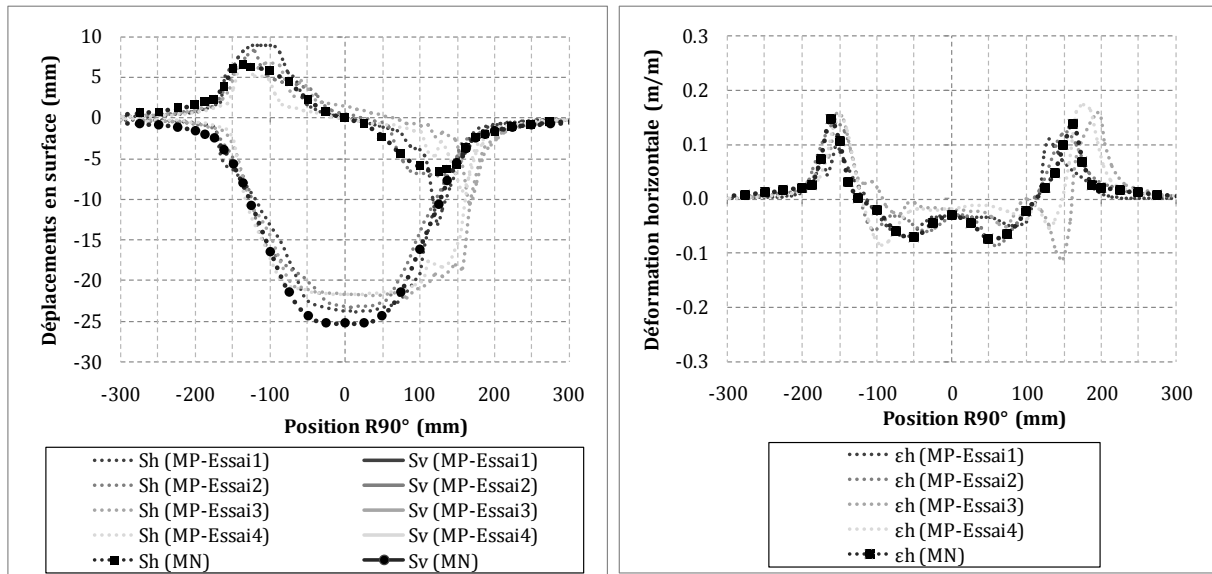 Déplacements en surface (mm)
10
5
0
-5
-10
-15
-20
-25
-30
-300 -200 -100 0 100 200 300
Position R90° (mm)
Sh (MP-Essai1) Sv (MP-Essai1)
Sh (MP-Essai2) Sv (MP-Essai2)
Sh (MP-Essai3) Sv (MP-Essai3)
Sh (MP-Essai4) Sv (MP-Essai4)
Sh (MN) Sv (MN)
Déformation horizontale (m/m)
0.3
0.2
0.1
0.0
-0.1
-0.2
-0.3
-300 -200 -100 0 100 200 300
Position R90° (mm)
εh (MP-Essai1)
εh (MP-Essai2)
εh (MP-Essai3)
εh (MP-Essai4)
εh (MN)